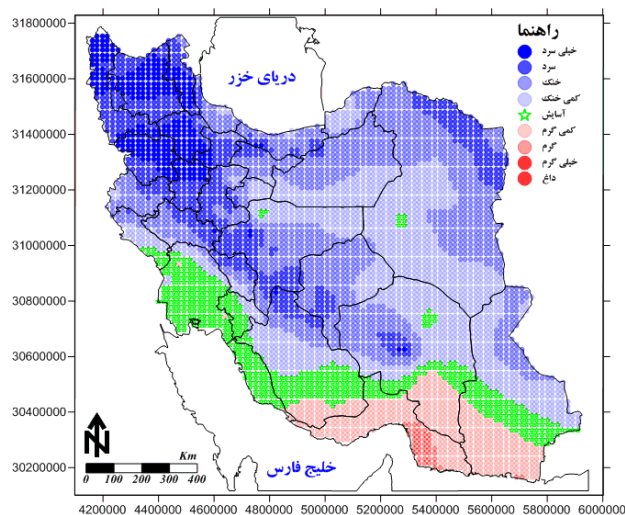 31800000
31600000
31400000
31200000
31000000
30800000
30600000
30400000
30200000
4200000 4400000 4600000 4800000 5000000 5200000 5400000 5600000 5800000 6000000
راهنما
خیلی سرد
سرد
خنک
کمی خنک
آسایش
کمی گرم
گرم
خیلی گرم
داغ
دریای خزر
خلیج فارس
N
Km
0 100 200 300 400